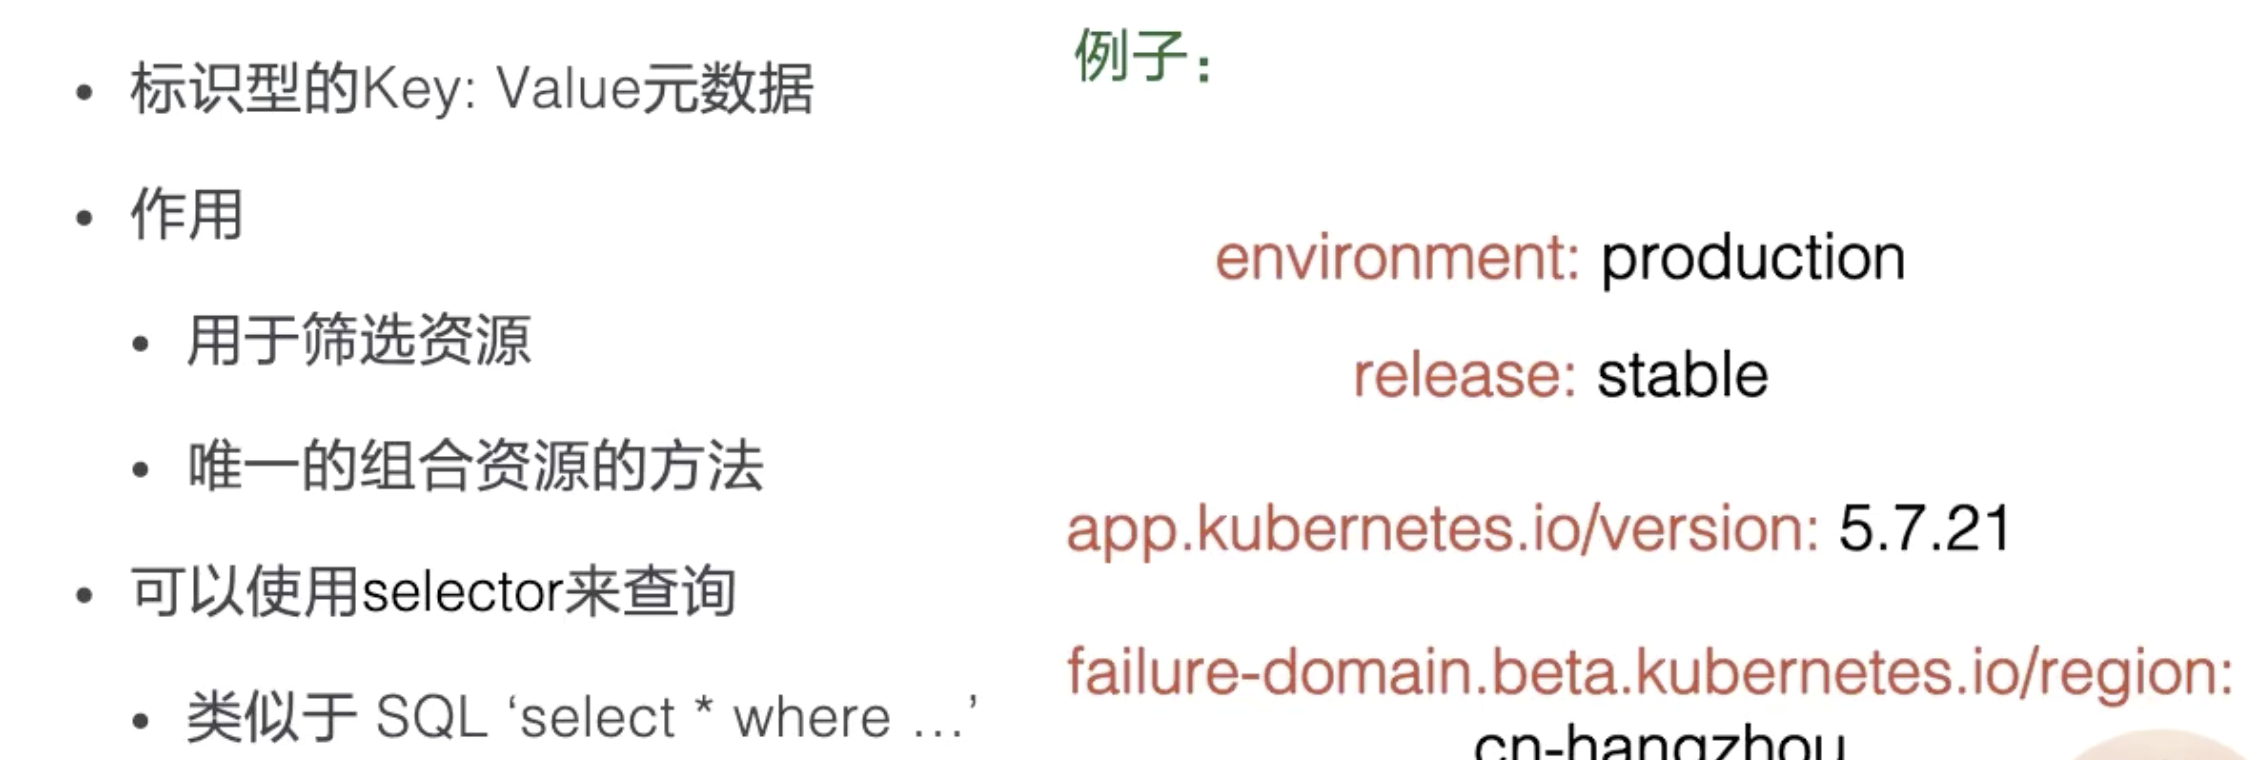 • 标识型的Key: Value元数据
• 作用
• 用于筛选资源
• 唯一的组合资源的方法
• 可以使用selector来查询
• 类似于 SQL ‘select * where ...’
例子：
environment: production
release: stable
app.kubernetes.io/version: 5.7.21
failure-domain.beta.kubernetes.io/region:
cn-hangzhou